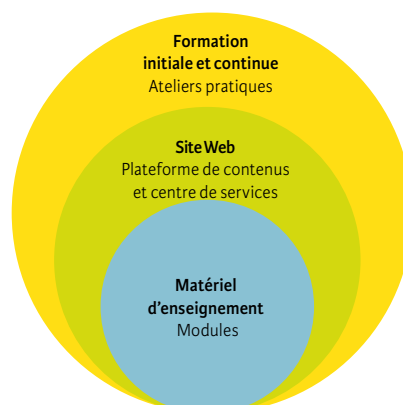 Formation
initiale et continue
Ateliers pratiques
Site Web
Plateforme de contenus
et centre de services
Matériel
d'enseignement
Modules